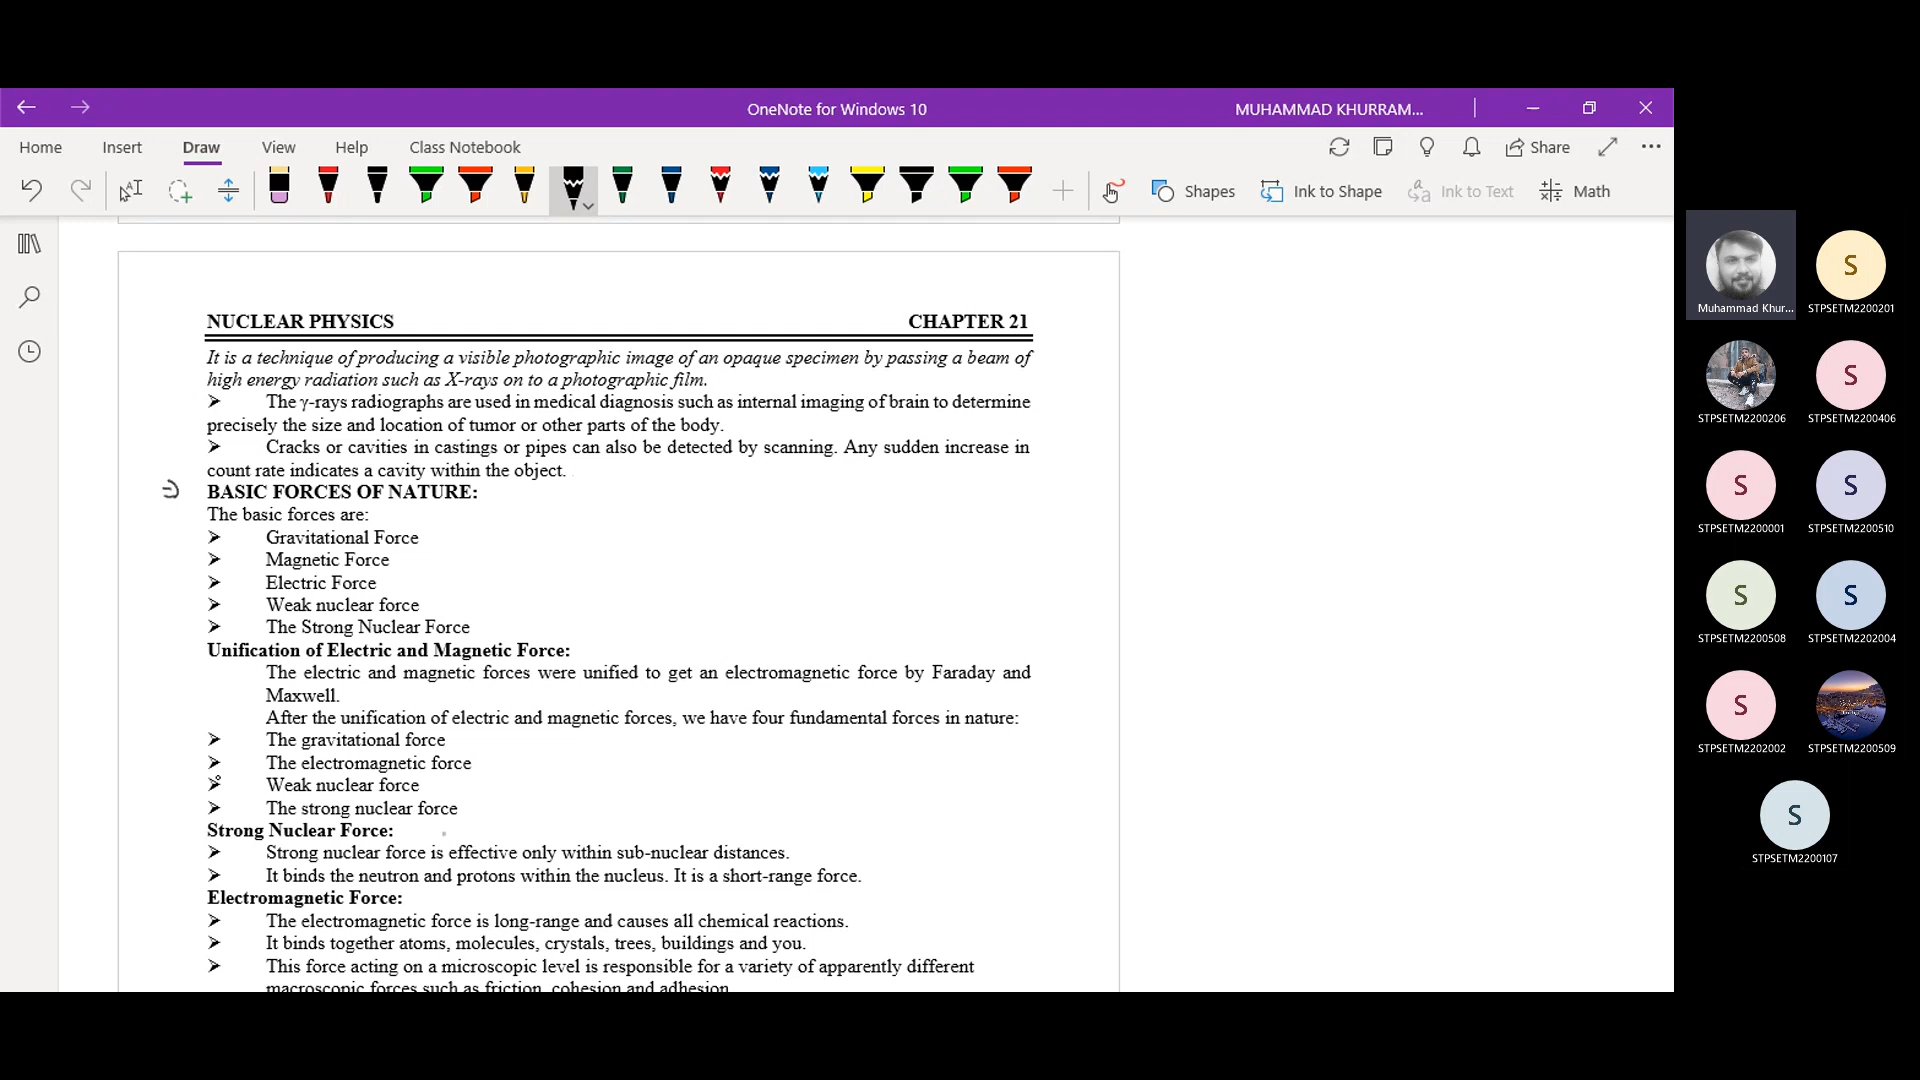 OneNote for Windows 10
MUHAMMAD KHURRAM...
Home Insert Draw View Help Class Notebook
Share
Shapes Ink to Shape Ink to Text Math
NUCLEAR PHYSICS CHAPTER 21
It is a technique of producing a visible photographic image of an opaque specimen by passing a beam of
high energy radiation such as X-rays on to a photographic film.
➢ The γ-rays radiographs are used in medical diagnosis such as internal imaging of brain to determine
precisely the size and location of tumor or other parts of the body.
➢ Cracks or cavities in castings or pipes can also be detected by scanning. Any sudden increase in
count rate indicates a cavity within the object.
BASIC FORCES OF NATURE:
The basic forces are:
➢ Gravitational Force
➢ Magnetic Force
➢ Electric Force
➢ Weak nuclear force
➢ The Strong Nuclear Force
Unification of Electric and Magnetic Force:
The electric and magnetic forces were unified to get an electromagnetic force by Faraday and
Maxwell.
After the unification of electric and magnetic forces, we have four fundamental forces in nature:
➢ The gravitational force
➢ The electromagnetic force
➢ Weak nuclear force
➢ The strong nuclear force
Strong Nuclear Force:
➢ Strong nuclear force is effective only within sub-nuclear distances.
➢ It binds the neutron and protons within the nucleus. It is a short-range force.
Electromagnetic Force:
➢ The electromagnetic force is long-range and causes all chemical reactions.
➢ It binds together atoms, molecules, crystals, trees, buildings and you.
➢ This force acting on a microscopic level is responsible for a variety of apparently different
macroscopic forces such as friction, cohesion and adhesion.
S
Muhammad Khur... STPSETM2200201
S
STPSETM2200206 STPSETM2200406
S S
STPSETM2200001 STPSETM2200510
S S
STPSETM2200508 STPSETM2202004
S
STPSETM2202002 STPSETM2200509
S
STPSETM2200107